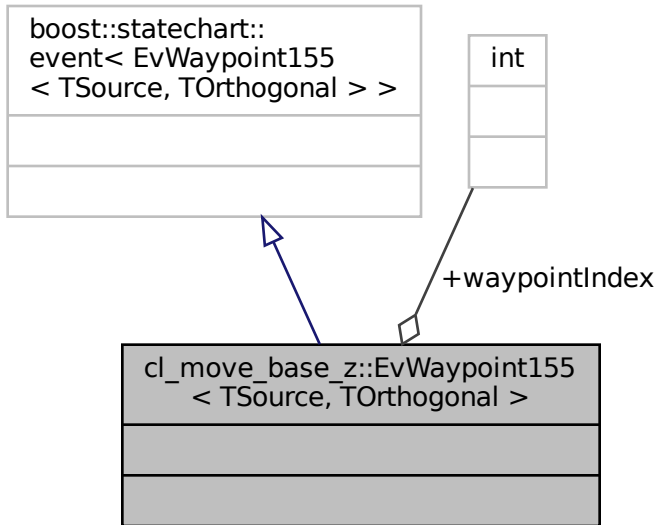 boost::statechart::
event< EvWaypoint155
< TSource, TOrthogonal > >
int
+waypointIndex
cl_move_base_z::EvWaypoint155
< TSource, TOrthogonal >